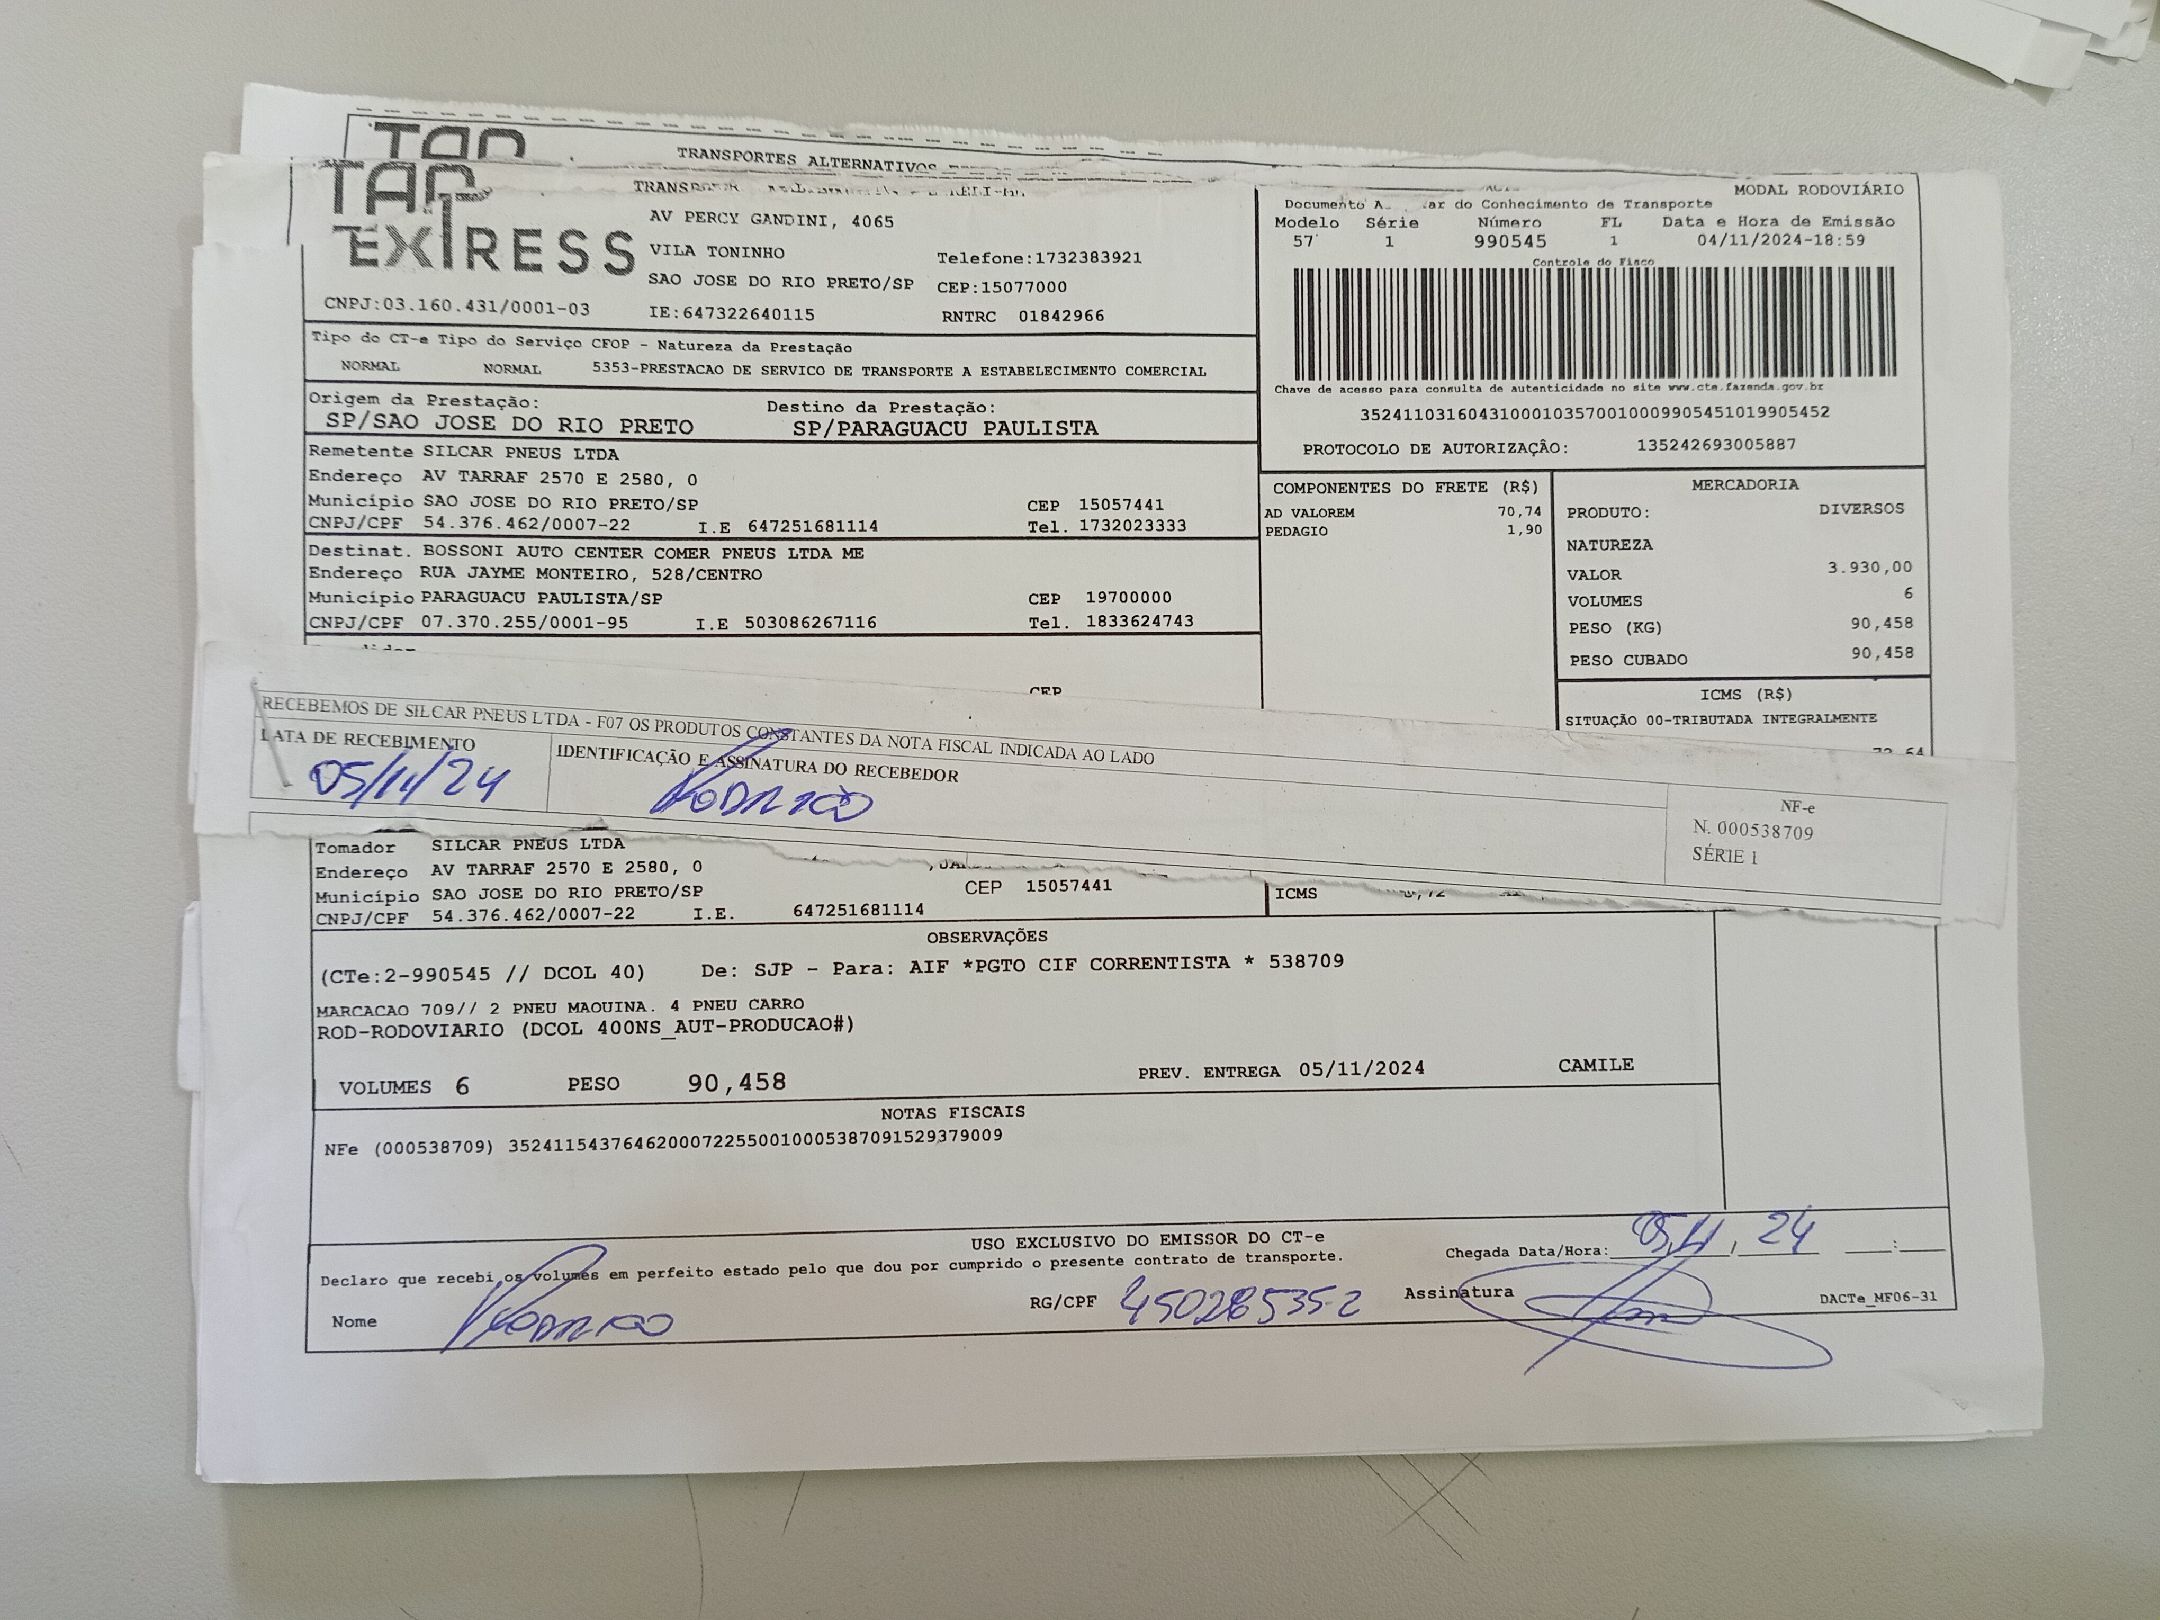 TAP
TRANSPORTES ALTERNATIVOS
TAP
EXTRESS
AV PERCY GANDINI, 4065
VILA TONINHO Telefone:1732383921
SAO JOSE DO RIO PRETO/SP CEP:15077000
CNPJ:03.160.431/0001-03 IE:647322640115 RNTRC 01842966
MODAL RODOVIÁRIO
Documento do Conhecimento de Transporte
Modelo Série Número FL Data e Hora de Emissão
57 1 990545 1 04/11/2024-18:59
Controle do Fisco
Chave de acesso para consulta de autenticidade no site www.cte.fazenda.gov.br
35241103160431000103570010009905451019905452
PROTOCOLO DE AUTORIZAÇÂO: 135242693005887
Tipo do CT-e Tipo do Serviço CFOP - Natureza da Prestação
NORMAL NORMAL 5353-PRESTACAO DE SERVICO DE TRANSPORTE A ESTABELECIMENTO COMERCIAL
Origem da Prestação: Destino da Prestação:
SP/SAO JOSE DO RIO PRETO SP/PARAGUACU PAULISTA
Remetente SILCAR PNEUS LTDA
Endereço AV TARRAF 2570 E 2580, 0
Município SAO JOSE DO RIO PRETO/SP CEP 15057441
CNPJ/CPF 54.376.462/0007-22 I.E 647251681114 Tel. 1732023333
Destinat. BOSSONI AUTO CENTER COMER PNEUS LTDA ME
Endereço RUA JAYME MONTEIRO, 528/CENTRO
Município PARAGUACU PAULISTA/SP CEP 19700000
CNPJ/CPF 07.370.255/0001-95 I.E 503086267116 Tel. 1833624743
CEP
COMPONENTES DO FRETE (R$)
AD VALOREM 70,74
PEDAGIO 1,90
MERCADORIA
PRODUTO: DIVERSOS
NATUREZA
VALOR 3.930,00
VOLUMES 6
PESO (KG) 90,458
PESO CUBADO 90,458
ICMS (R$)
SITUAÇÃO 00-TRIBUTADA INTEGRALMENTE
72,64
RECEBEMOS DE SILCAR PNEUS LTDA - F07 OS PRODUTOS CONSTANTES DA NOTA FISCAL INDICADA AO LADO
DATA DE RECEBIMENTO IDENTIFICAÇÃO E ASSINATURA DO RECEBEDOR
05/11/24 RODRIGO
NF-e
N. 000538709
SÉRIE 1
Tomador SILCAR PNEUS LTDA
Endereço AV TARRAF 2570 E 2580, 0
Município SAO JOSE DO RIO PRETO/SP CEP 15057441
CNPJ/CPF 54.376.462/0007-22 I.E. 647251681114
ICMS
OBSERVAÇÕES
(CTe:2-990545 // DCOL 40) De: SJP - Para: AIF *PGTO CIF CORRENTISTA * 538709
MARCACAO 709// 2 PNEU MAQUINA. 4 PNEU CARRO
ROD-RODOVIARIO (DCOL 400NS_AUT-PRODUCAO#)
VOLUMES 6 PESO 90,458 PREV. ENTREGA 05/11/2024 CAMILE
NOTAS FISCAIS
NFe (000538709) 35241154376462000722550010005387091529379009
USO EXCLUSIVO DO EMISSOR DO CT-e
Declaro que recebi os volumes em perfeito estado pelo que dou por cumprido o presente contrato de transporte.
Chegada Data/Hora: 05/11/24 :
Nome RODRIGO RG/CPF 450286535-2 Assinatura
DACTe_MF06-31